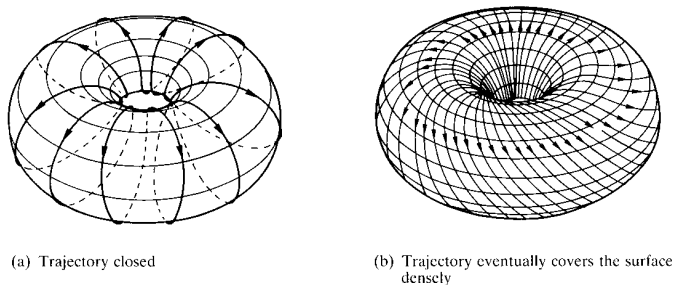 (a) Trajectory closed
(b) Trajectory eventually covers the surface
densely